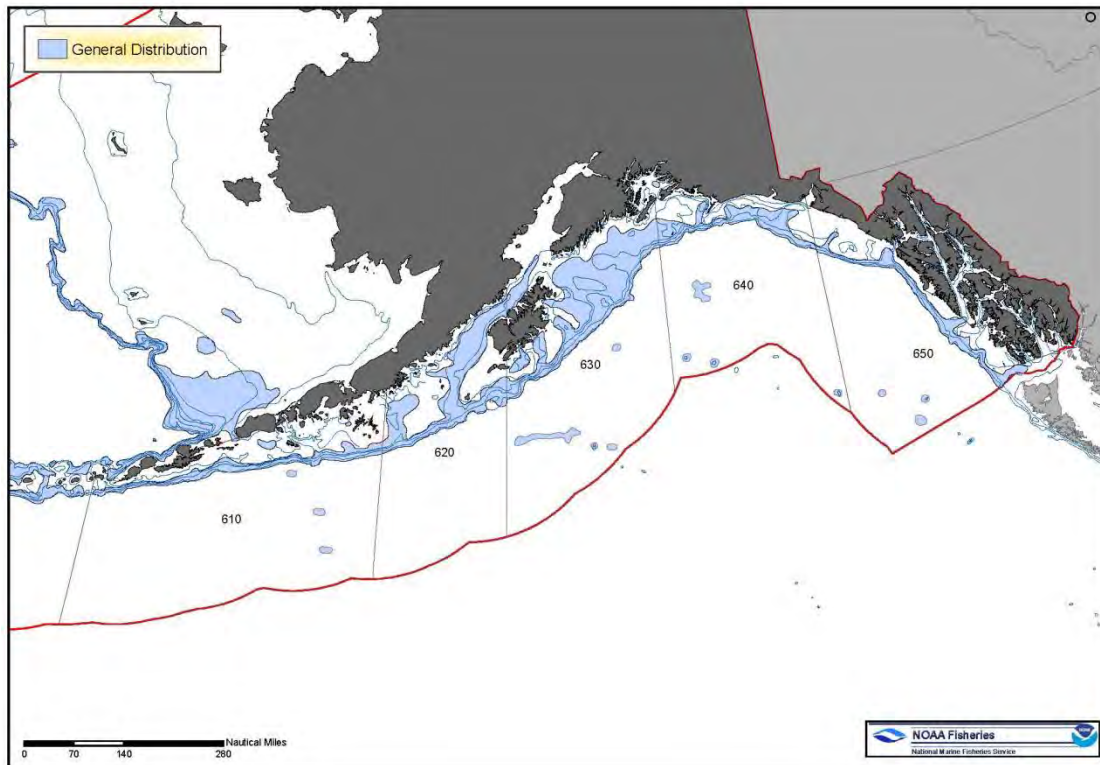 General Distribution
640
630
650
620
610
Nautical Miles
0 70 140 280
NOAA Fisheries
National Marine Fisheries Service